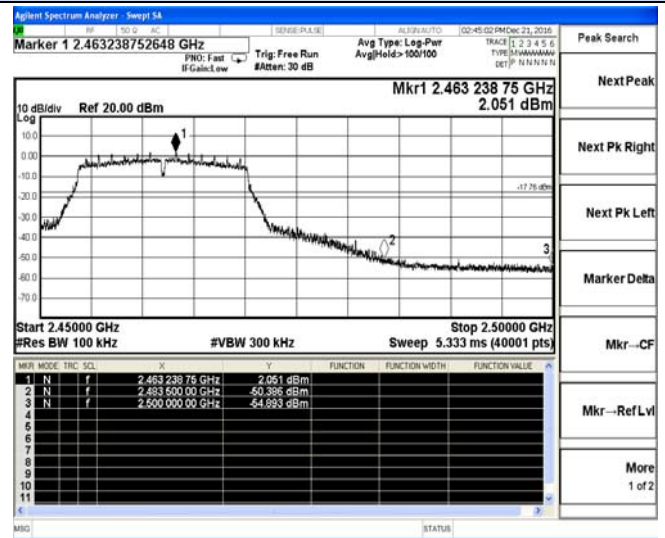 Agilent Spectrum Analyzer - Swept SA
RF 50 Ω AC SENSE:PULSE ALIGN AUTO 02:45:02 PM Dec 21, 2016
Marker 1 2.463238752648 GHz
PNO: Fast
IFGain:Low
Trig: Free Run
#Atten: 30 dB
Avg Type: Log-Pwr
Avg|Hold>100/100
TRACE 1 2 3 4 5 6
TYPE
DET P N N N N N
Peak Search
Mkr1 2.463 238 75 GHz
2.051 dBm
10 dB/div Ref 20.00 dBm
Log
10.0
0.00
-10.0
-20.0
-30.0
-40.0
-50.0
-60.0
-70.0
1
2
3
Start 2.45000 GHz
Stop 2.50000 GHz
#Res BW 100 kHz #VBW 300 kHz Sweep 5.333 ms (40001 pts)
MKR MODE TRC SCL X Y FUNCTION FUNCTION WIDTH FUNCTION VALUE
1 N f 2.463 238 75 GHz 2.051 dBm
2 N f 2.483 500 00 GHz -50.386 dBm
3 N f 2.500 000 00 GHz -54.893 dBm
4
5
6
7
8
9
10
11
MSG STATUS
Next Peak
Next Pk Right
Next Pk Left
Marker Delta
Mkr→CF
Mkr→Ref Lvl
More
1 of 2